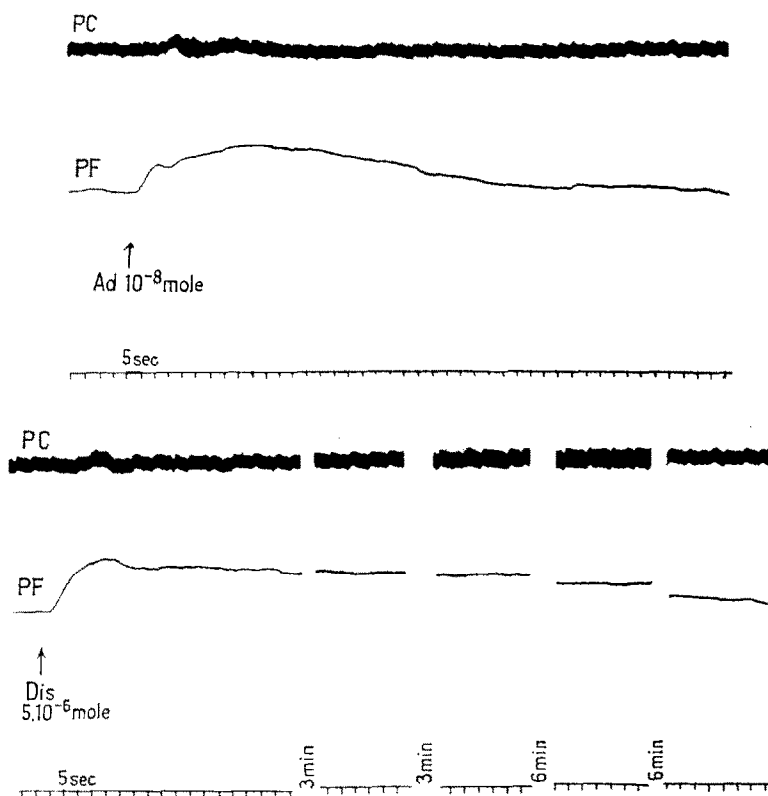 PC
PF
Ad 10⁻⁸mole
5sec
PC
PF
Dis
5.10⁻⁶mole
5sec
3min
3min
6min
6min